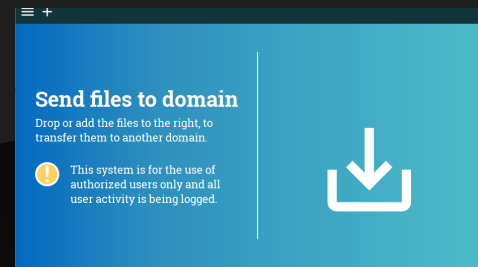 Send files to domain
Drop or add the files to the right, to
transfer them to another domain.
This system is for the use of
authorized users only and all
user activity is being logged.